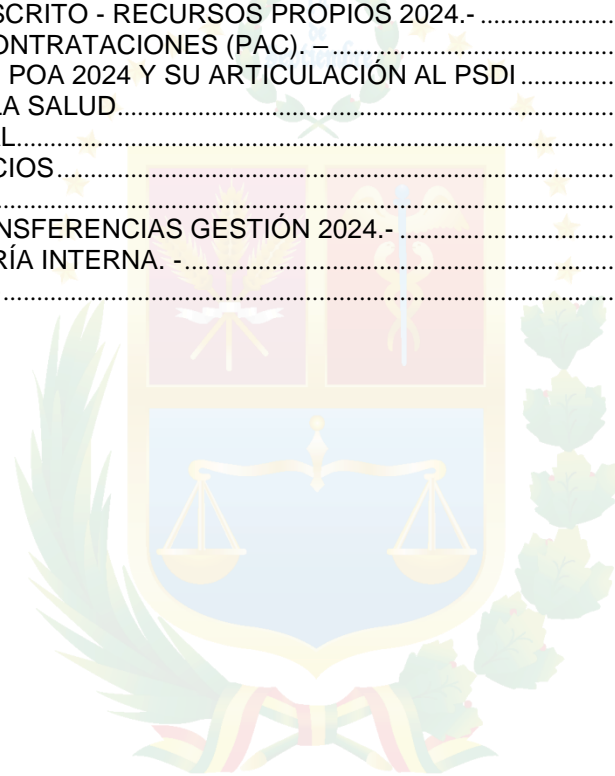 SCRITO - RECURSOS PROPIOS 2024.- ....................
ONTRATACIONES (PAC). – ....................
POA 2024 Y SU ARTICULACIÓN AL PSDI ....................
LA SALUD....................
L....................
CIOS ....................
....................
NSFERENCIAS GESTIÓN 2024.- ....................
RÍA INTERNA. - ....................
....................